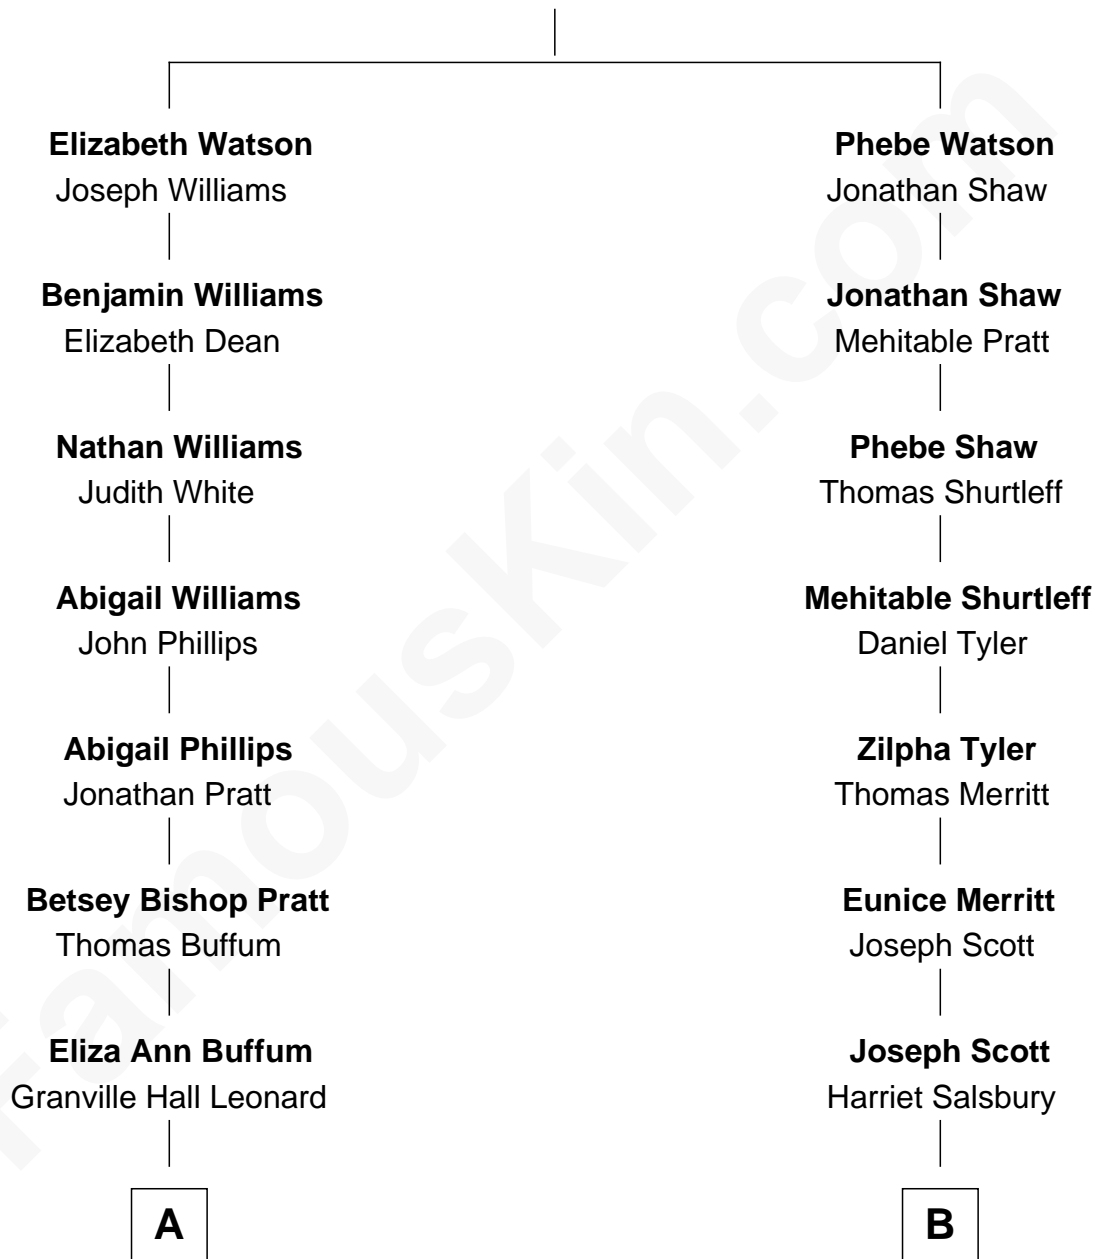 Elizabeth Watson
Joseph Williams
Benjamin Williams
Elizabeth Dean
Nathan Williams
Judith White
Abigail Williams
John Phillips
Abigail Phillips
Jonathan Pratt
Betsey Bishop Pratt
Thomas Buffum
Eliza Ann Buffum
Granville Hall Leonard
A
Phebe Watson
Jonathan Shaw
Jonathan Shaw
Mehitable Pratt
Phebe Shaw
Thomas Shurtleff
Mehitable Shurtleff
Daniel Tyler
Zilpha Tyler
Thomas Merritt
Eunice Merritt
Joseph Scott
Joseph Scott
Harriet Salsbury
B
FamousKin.com